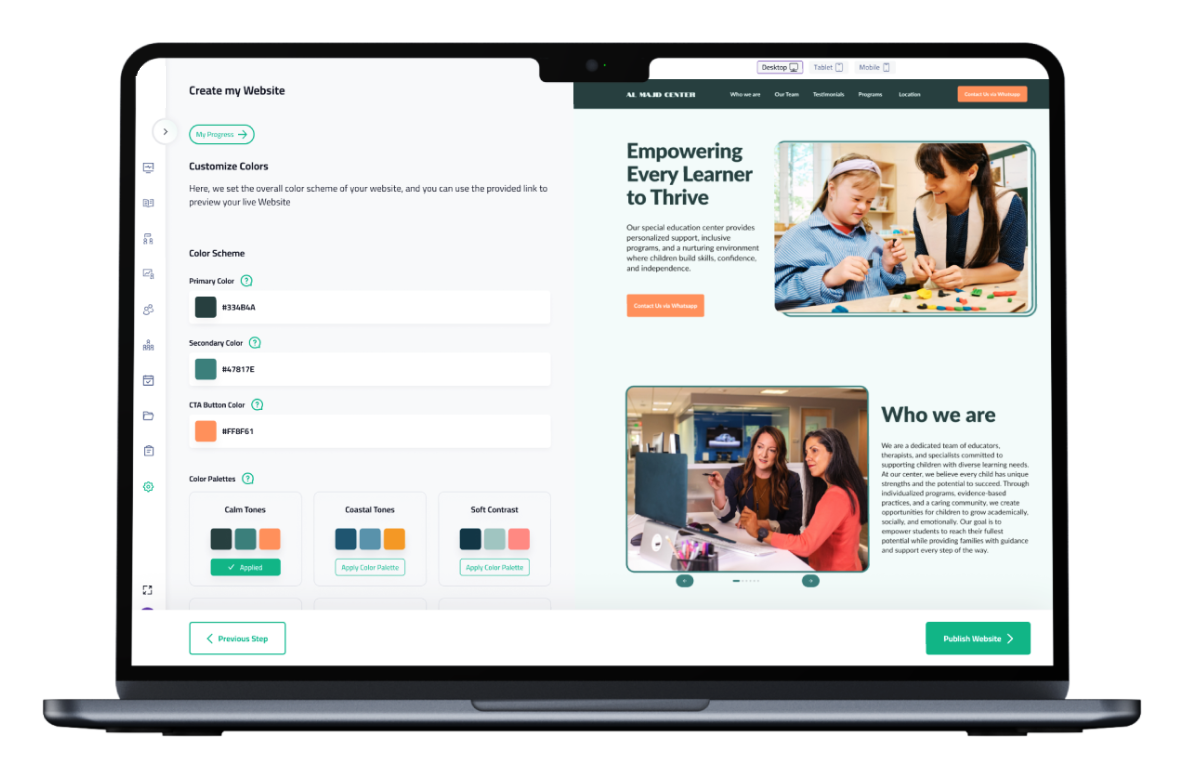 Desktop
Tablet
Mobile
Create my Website
My Progress
Customize Colors
Here, we set the overall color scheme of your website, and you can use the provided link to
preview your live Website
Color Scheme
Primary Color
#334B4A
Secondary Color
#47817E
CTA Button Color
#FF8F61
Color Palettes
Calm Tones
Applied
Coastal Tones
Apply Color Palette
Soft Contrast
Apply Color Palette
Previous Step
AL MAJD CENTER
Who we are
Our Team
Testimonials
Programs
Location
Contact Us via Whatsapp
Empowering
Every Learner
to Thrive
Our special education center provides
personalized support, inclusive
programs, and a nurturing environment
where children build skills, confidence,
and independence.
Contact Us via Whatsapp
Who we are
We are a dedicated team of educators,
therapists, and specialists committed to
supporting children with diverse learning needs.
At our center, we believe every child has unique
strengths and the potential to succeed. Through
individualized programs, evidence-based
practices, and a caring community, we create
opportunities for children to grow academically,
socially, and emotionally. Our goal is to
empower students to reach their fullest
potential while providing families with guidance
and support every step of the way.
Publish Website